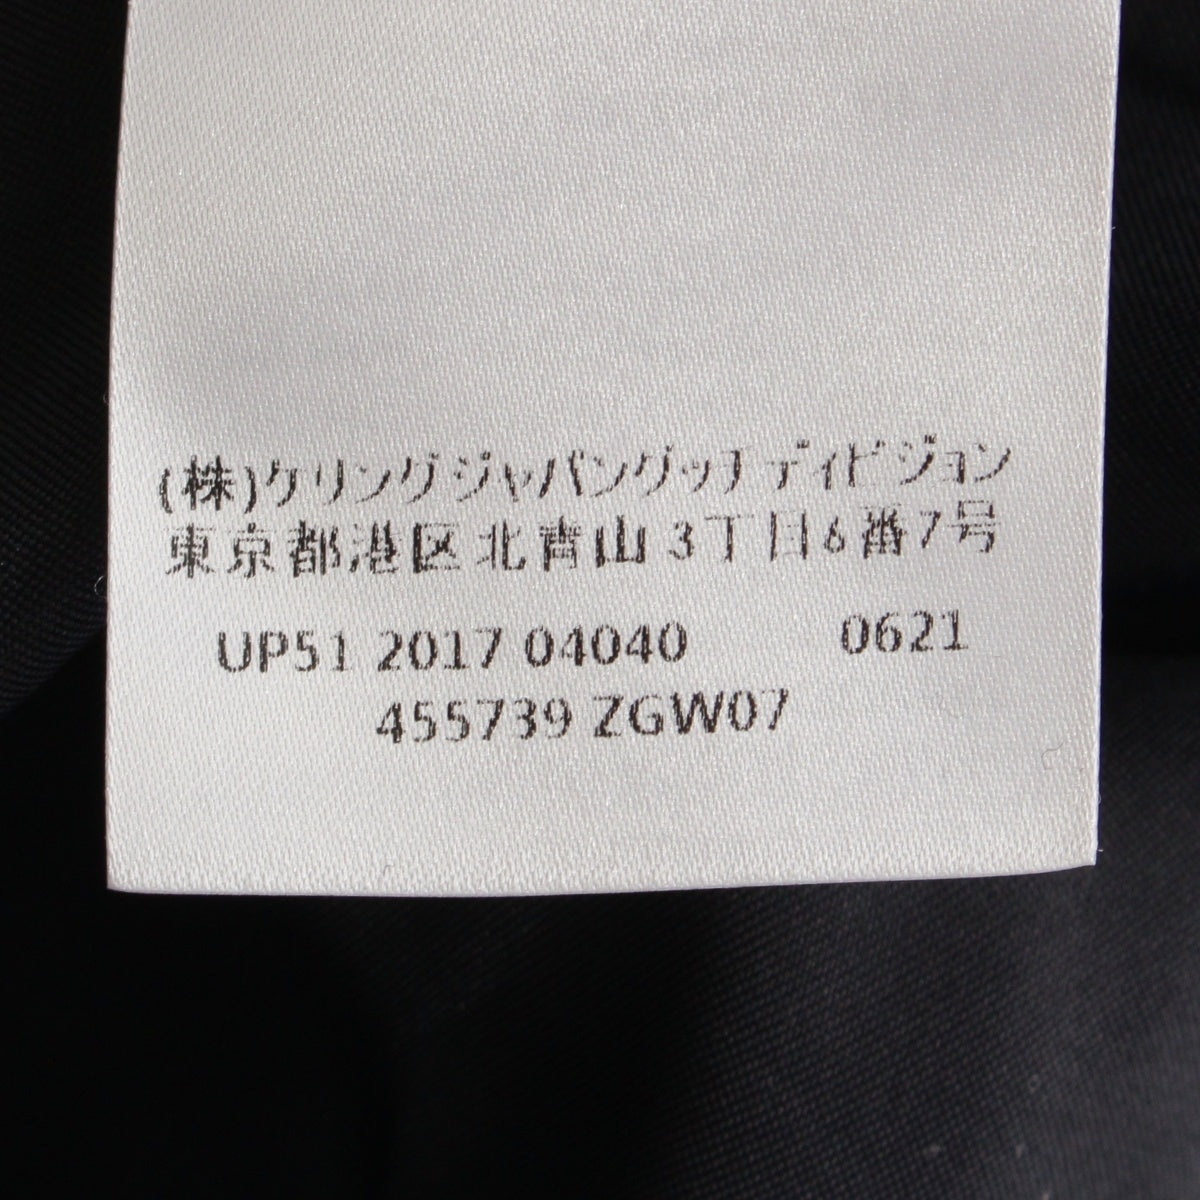 (株)ケリングジャパングッチディビジョン
東京都港区北青山3丁目6番7号
UP51 2017 04040 0621
455739 ZGW07